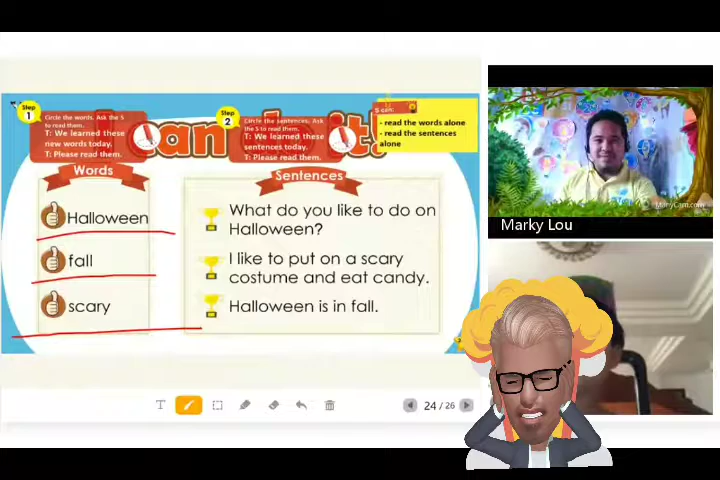 Step
1
Circle the words. Ask the S
to read them.
T: We learned these
new words today.
T: Please read them.
Step
2
Circle the sentences. Ask
the S to read them.
T: We learned these
sentences today.
T: Please read them.
S can:
- read the words alone
- read the sentences
alone
Words
Halloween
fall
scary
Sentences
What do you like to do on
Halloween?
I like to put on a scary
costume and eat candy.
Halloween is in fall.
T
24 / 26
ManyCam.com
Marky Lou